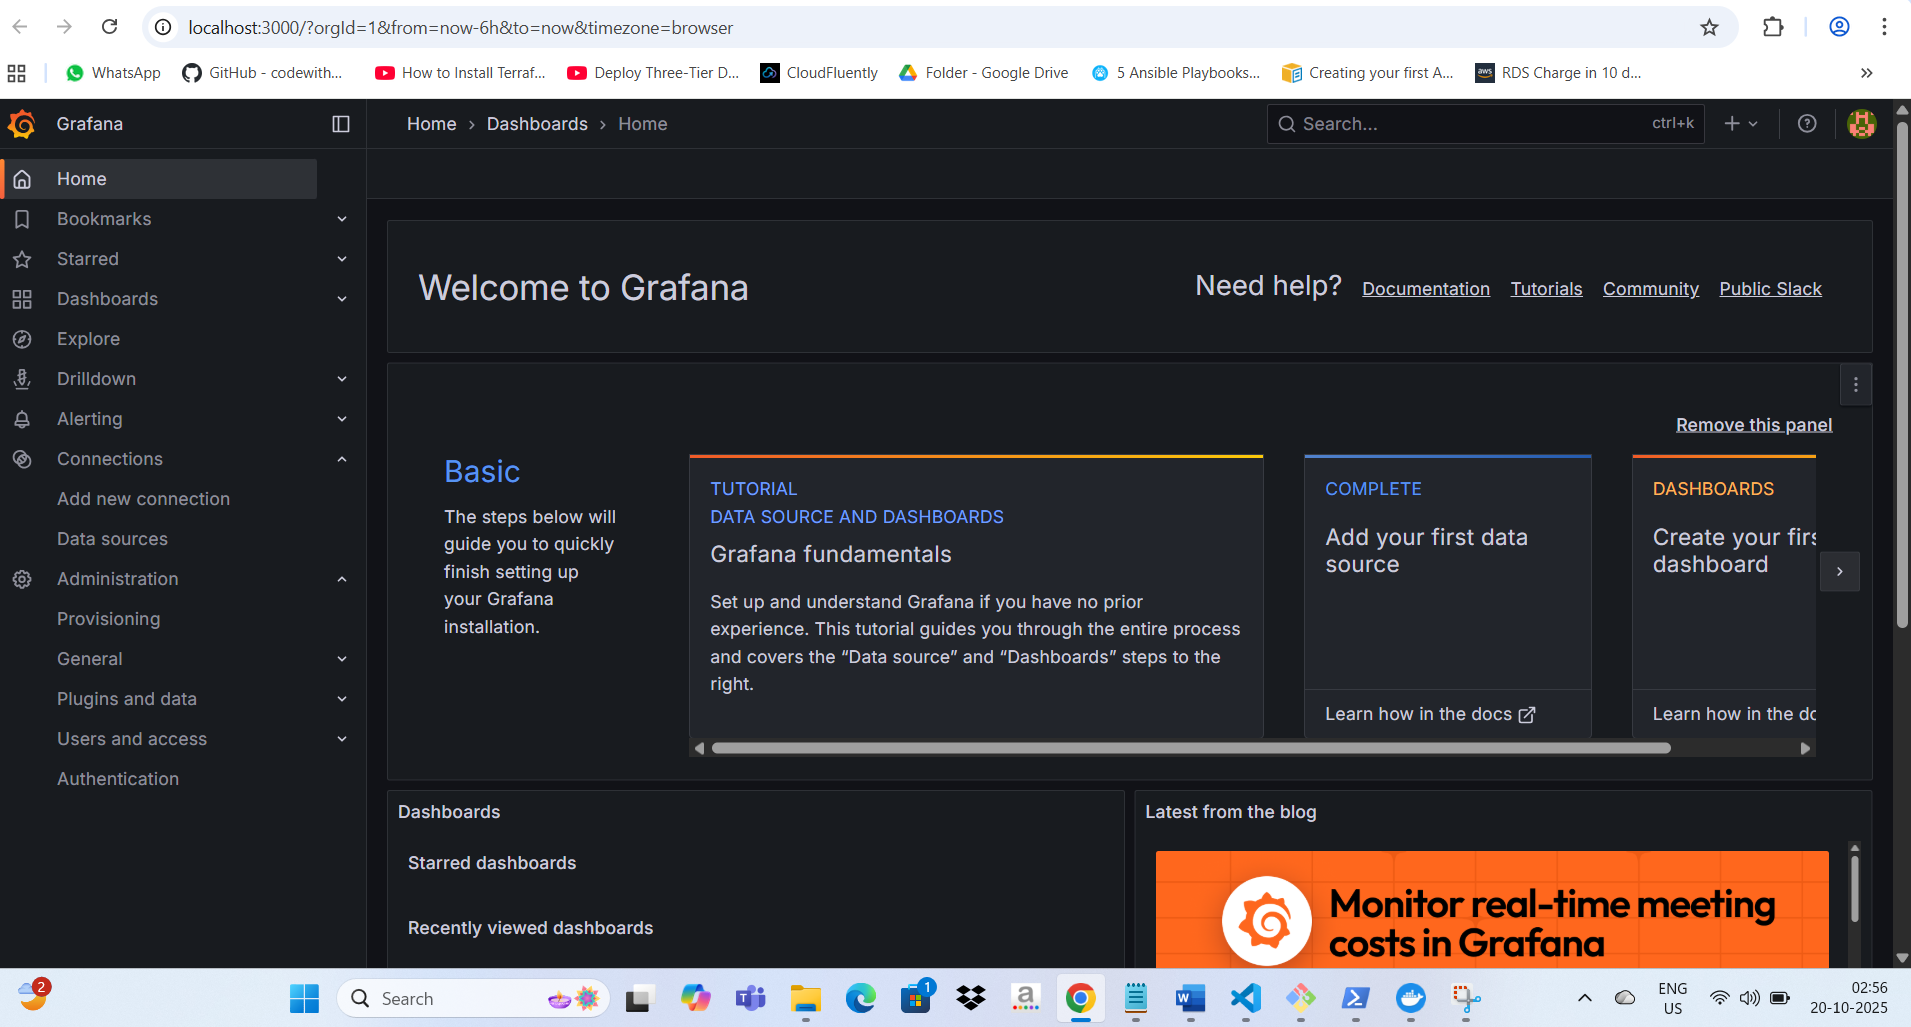 localhost:3000/?orgId=1&from=now-6h&to=now&timezone=browser
WhatsApp
GitHub - codewith...
How to Install Terraf...
Deploy Three-Tier D...
CloudFluently
Folder - Google Drive
5 Ansible Playbooks...
Creating your first A...
aws
RDS Charge in 10 d...
Grafana
Home › Dashboards › Home
Search...
ctrl+k
Home
Bookmarks
Starred
Dashboards
Explore
Drilldown
Alerting
Connections
Add new connection
Data sources
Administration
Provisioning
General
Plugins and data
Users and access
Authentication
Welcome to Grafana
Need help?
Documentation
Tutorials
Community
Public Slack
Remove this panel
Basic
The steps below will
guide you to quickly
finish setting up
your Grafana
installation.
TUTORIAL
DATA SOURCE AND DASHBOARDS
Grafana fundamentals
Set up and understand Grafana if you have no prior
experience. This tutorial guides you through the entire process
and covers the “Data source” and “Dashboards” steps to the
right.
COMPLETE
Add your first data
source
Learn how in the docs
DASHBOARDS
Create your firs
dashboard
Learn how in the do
Dashboards
Starred dashboards
Recently viewed dashboards
Latest from the blog
Monitor real-time meeting
costs in Grafana
2
Search
1
a
W
ENG
US
02:56
20-10-2025